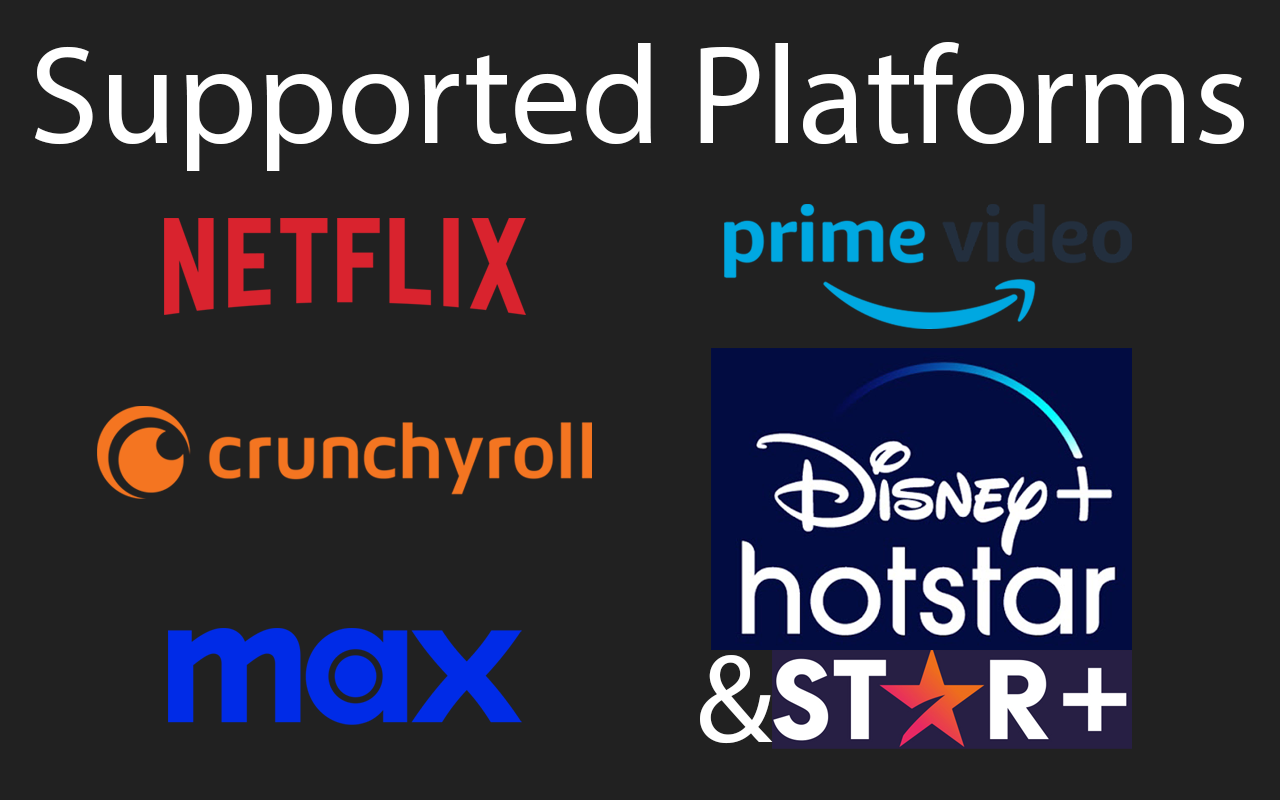 Supported Platforms
NETFLIX
prime video
crunchyroll
Disney+
hotstar
max
&STAR+